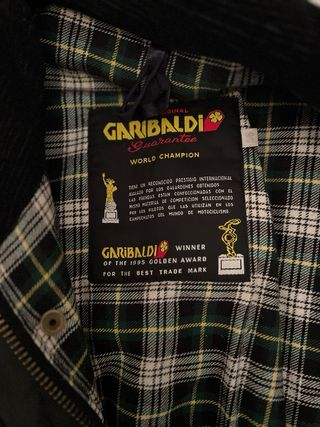 ORIGINAL
GARIBALDI
Guarantee
WORLD CHAMPION
TIENE UN RECONOCIDO PRESTIGIO INTERNACIONAL
AVALADO POR LOS GALARDONES OBTENIDOS
LAS PRENDAS ESTAN CONFECCIONADAS CON EL
MISMO MATERIAL DE COMPETICION SELECCIONADO
POR LOS PILOTOS QUE LAS UTILIZAN EN LOS
CAMPEONATOS DEL MUNDO DE MOTOCICLISMO.
GARIBALDI WINNER
OF THE 1995 GOLDEN AWARD
FOR THE BEST TRADE MARK